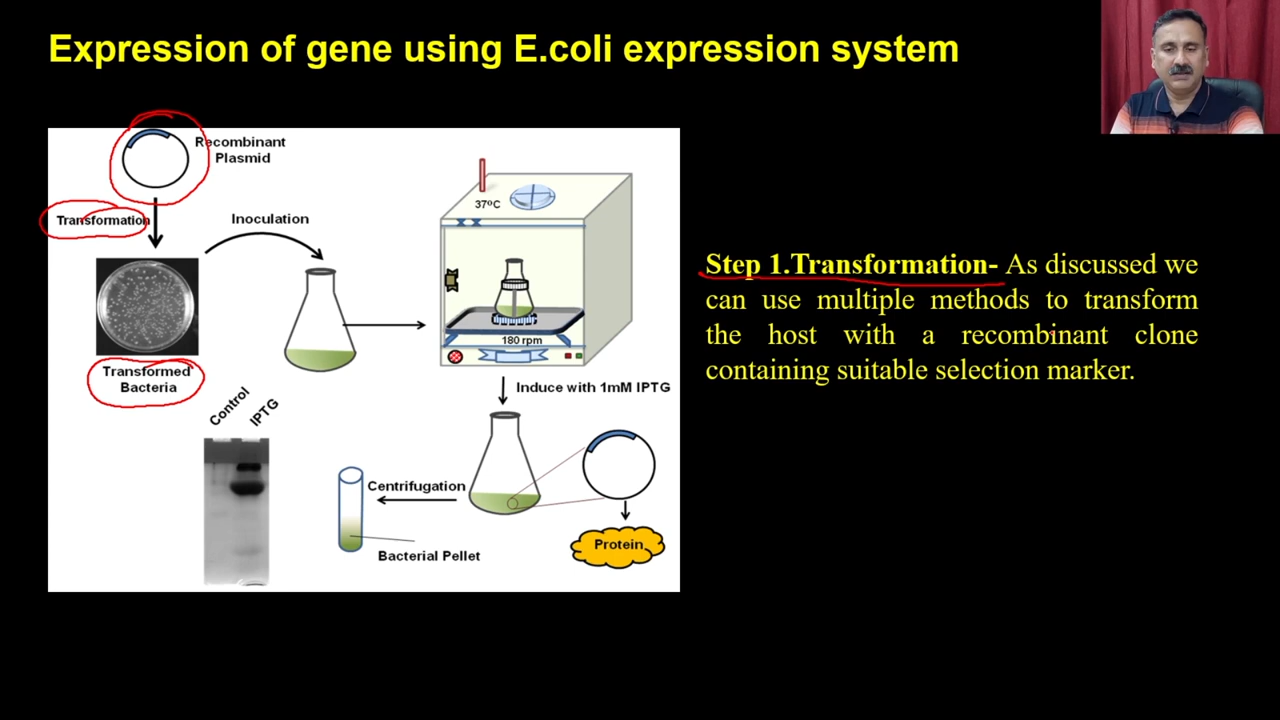 Expression of gene using E.coli expression system
Recombinant
Plasmid
Transformation
Inoculation
37ºC
180 rpm
Transformed
Bacteria
Induce with 1mM IPTG
Control
IPTG
Centrifugation
Bacterial Pellet
Protein
Step 1.Transformation- As discussed we
can use multiple methods to transform
the host with a recombinant clone
containing suitable selection marker.